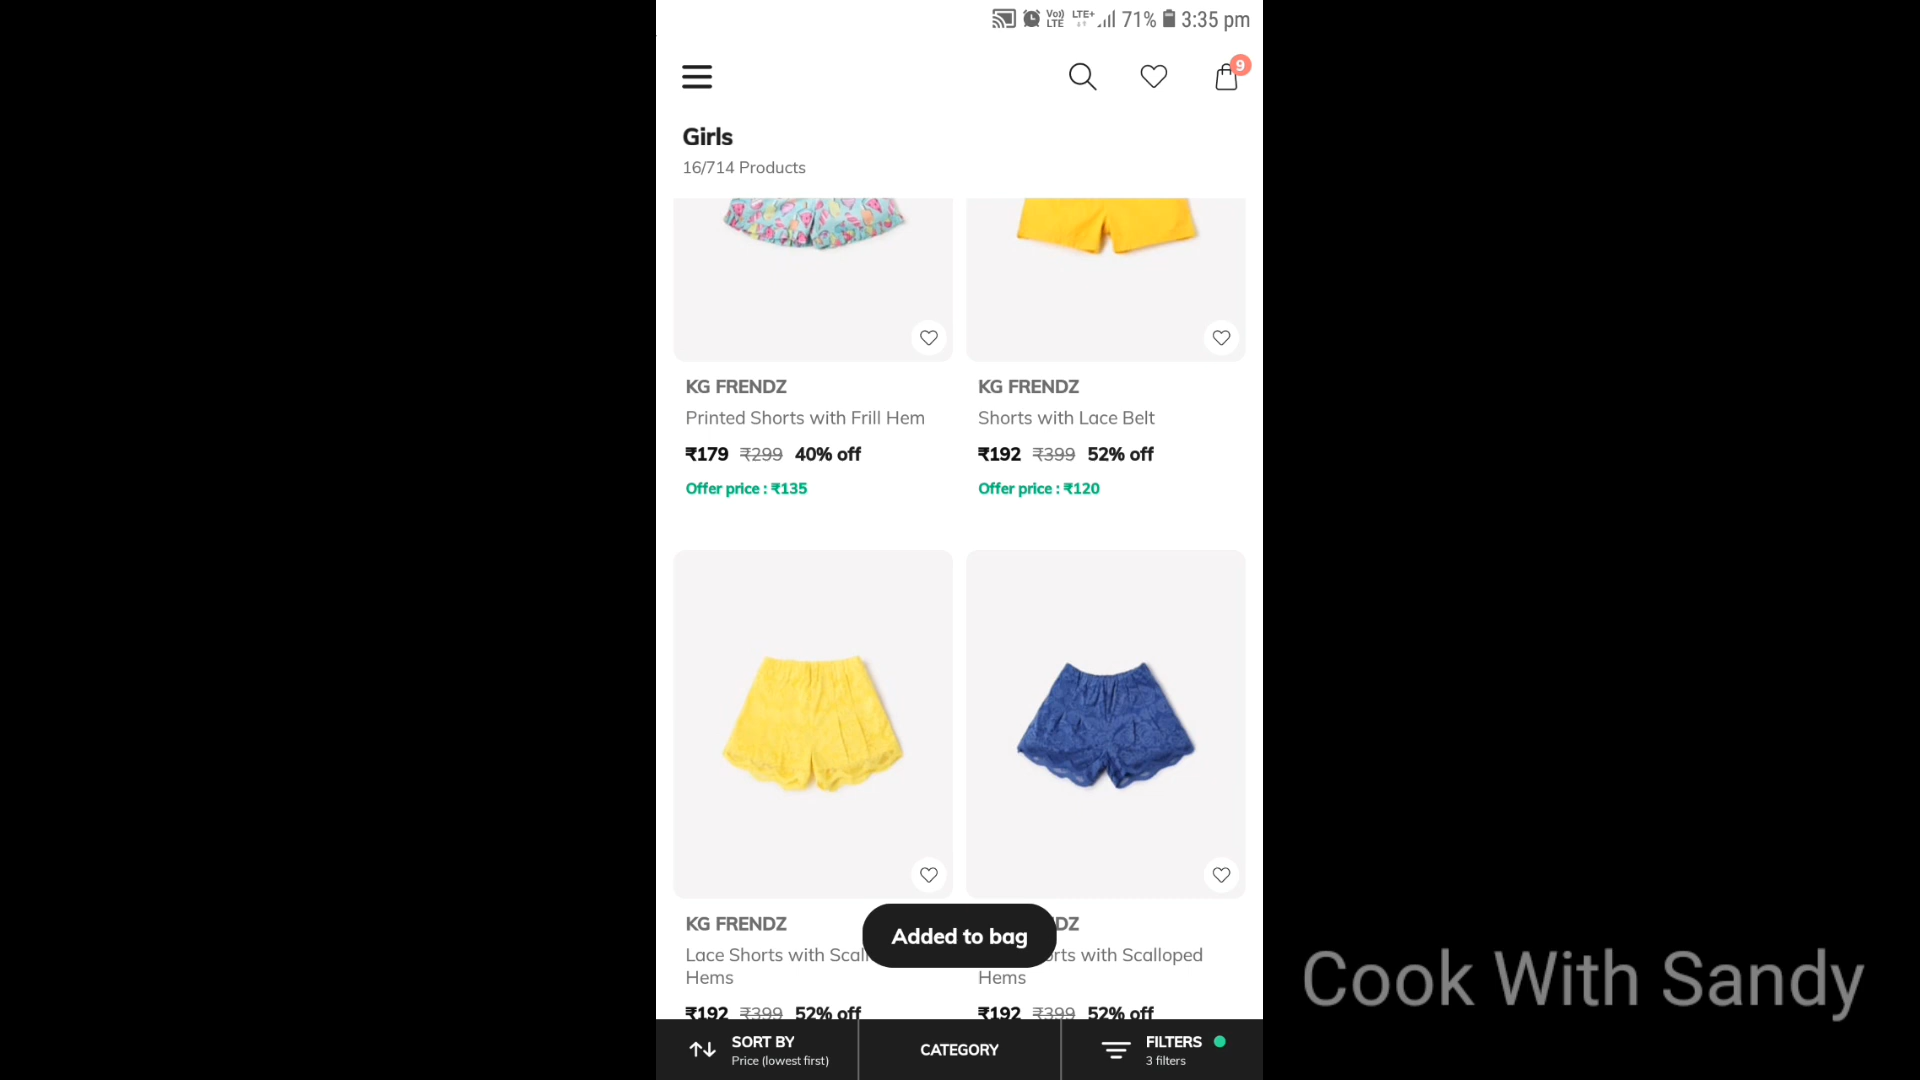 Vo)) LTE LTE+ 71% 3:35 pm
9
Girls
16/714 Products
KG FRENDZ
Printed Shorts with Frill Hem
₹179 ₹299 40% off
Offer price : ₹135
KG FRENDZ
Shorts with Lace Belt
₹192 ₹399 52% off
Offer price : ₹120
KG FRENDZ
Lace Shorts with Scall
Hems
₹192 ₹399 52% off
DZ
rts with Scalloped
Hems
₹192 ₹399 52% off
Added to bag
SORT BY
Price (lowest first)
CATEGORY
FILTERS
3 filters
Cook With Sandy